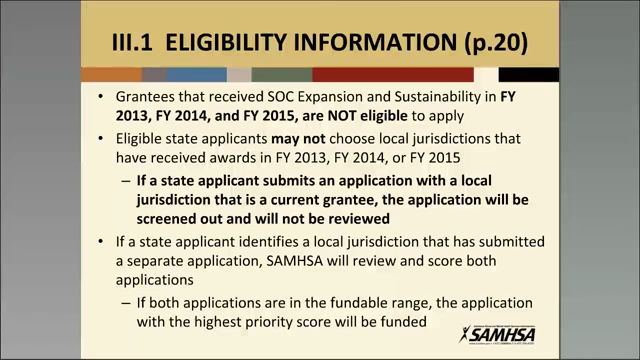 III.1 ELIGIBILITY INFORMATION (p.20)
• Grantees that received SOC Expansion and Sustainability in FY
2013, FY 2014, and FY 2015, are NOT eligible to apply
• Eligible state applicants may not choose local jurisdictions that
have received awards in FY 2013, FY 2014, or FY 2015
– If a state applicant submits an application with a local
jurisdiction that is a current grantee, the application will be
screened out and will not be reviewed
• If a state applicant identifies a local jurisdiction that has submitted
a separate application, SAMHSA will review and score both
applications
– If both applications are in the fundable range, the application
with the highest priority score will be funded
SAMHSA